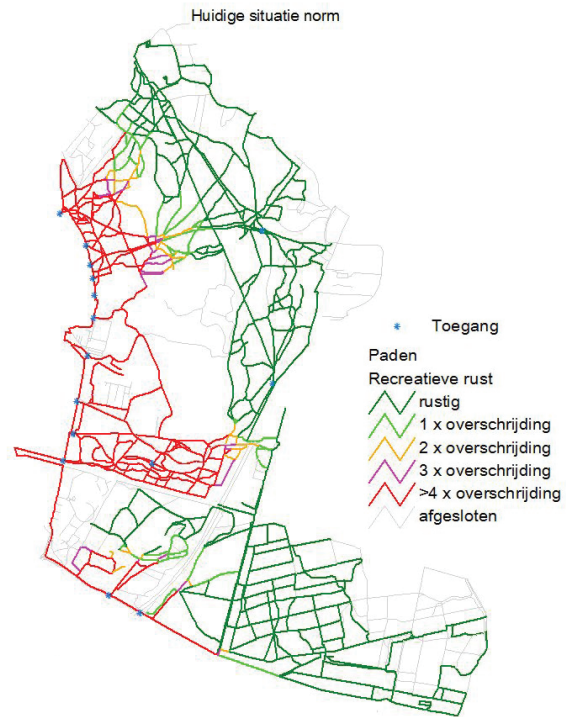 Huidige situatie norm
Toegang
Paden
Recreatieve rust
rustig
1 x overschrijding
2 x overschrijding
3 x overschrijding
>4 x overschrijding
afgesloten